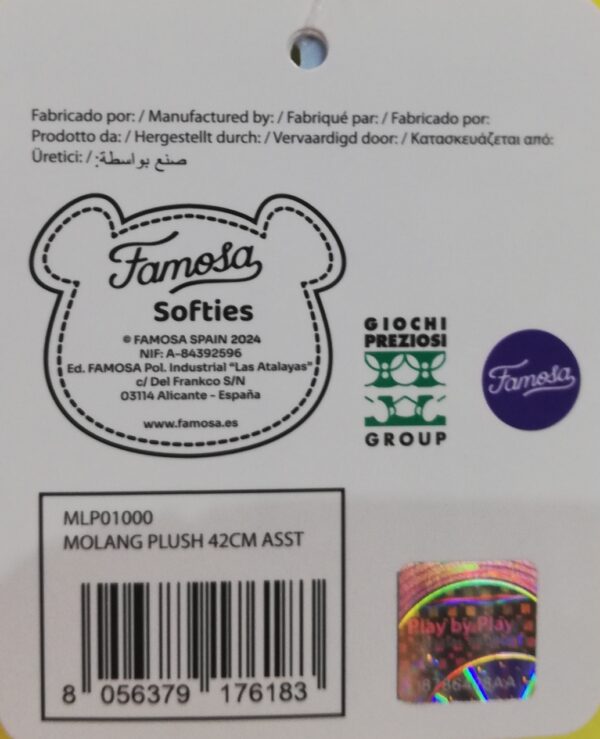 Fabricado por: / Manufactured by: / Fabriqué par: / Fabricado por:
Prodotto da: / Hergestellt durch: / Vervaardigd door: / Κατασκευάζεται από:
Üretici: / صنع بواسطة:
Famosa
Softies
© FAMOSA SPAIN 2024
NIF: A-84392596
Ed. FAMOSA Pol. Industrial "Las Atalayas"
c/ Del Frankco S/N
03114 Alicante - España
www.famosa.es
GIOCHI
PREZIOSI
GROUP
Famosa
MLP01000
MOLANG PLUSH 42CM ASST
8 056379 176183
Play by Play